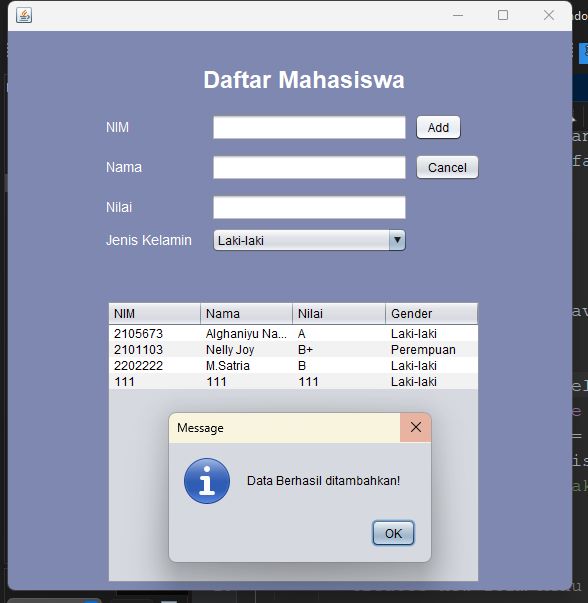 Daftar Mahasiswa
NIM
Add
Nama
Cancel
Nilai
Jenis Kelamin Laki-laki
NIM Nama Nilai Gender
2105673 Alghaniyu Na... A Laki-laki
2101103 Nelly Joy B+ Perempuan
2202222 M.Satria B Laki-laki
111 111 111 Laki-laki
Message
Data Berhasil ditambahkan!
OK